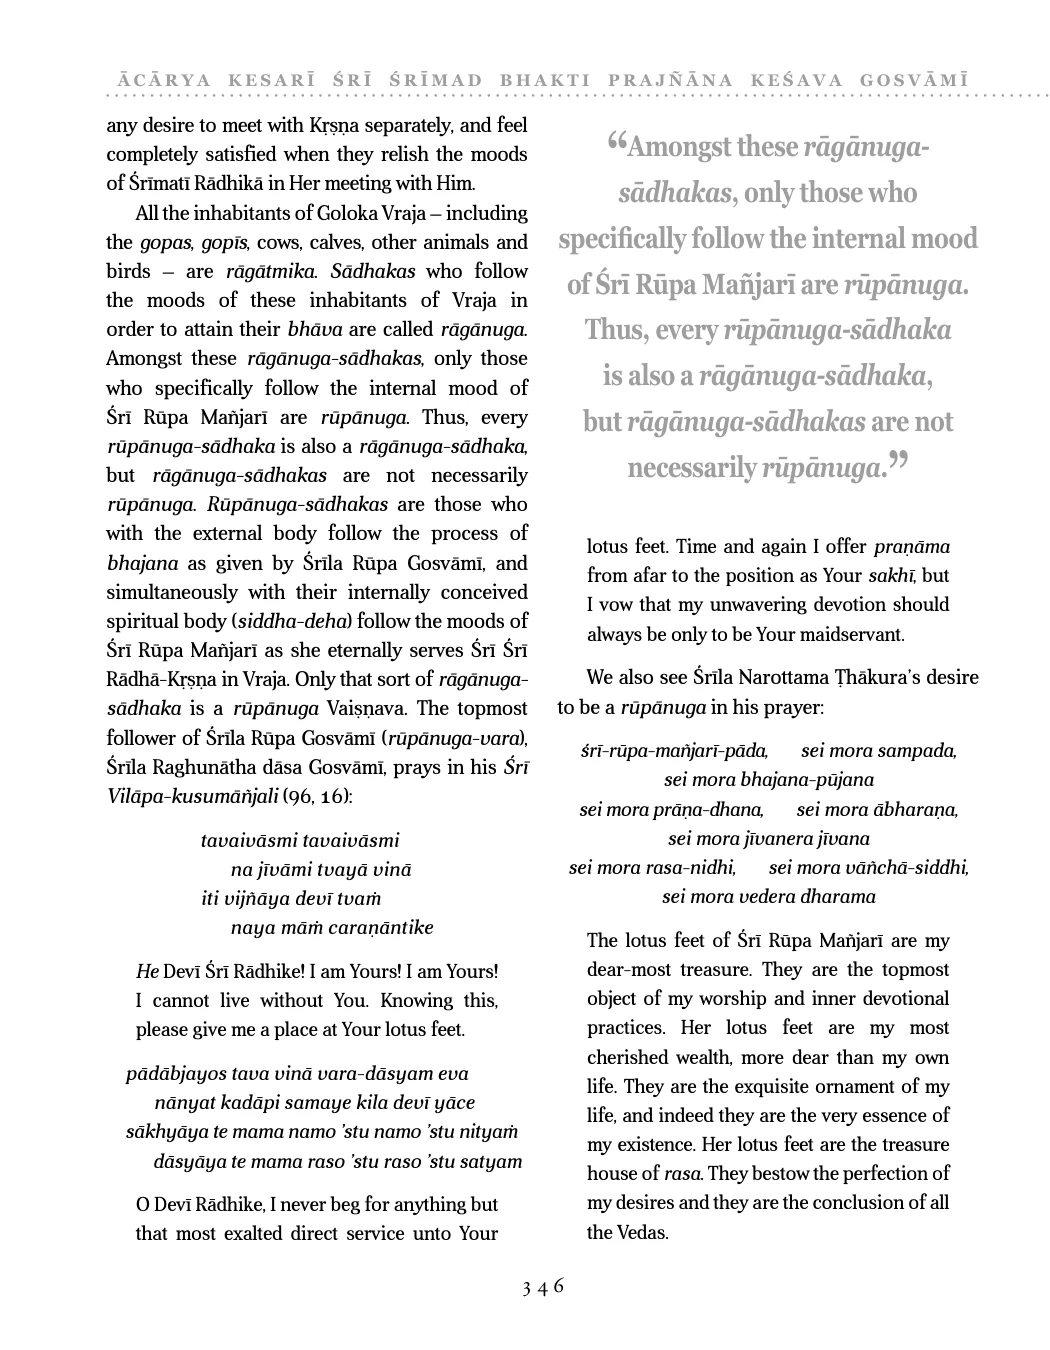 ĀCĀRYA KESARĪ ŚRĪ ŚRĪMAD BHAKTI PRAJÑĀNA KEŚAVA GOSVĀMĪ
any desire to meet with Kṛṣṇa separately, and feel
completely satisfied when they relish the moods
of Śrīmatī Rādhikā in Her meeting with Him.
All the inhabitants of Goloka Vraja – including
the gopas, gopīs, cows, calves, other animals and
birds – are rāgātmika. Sādhakas who follow
the moods of these inhabitants of Vraja in
order to attain their bhāva are called rāgānuga.
Amongst these rāgānuga-sādhakas, only those
who specifically follow the internal mood of
Śrī Rūpa Mañjarī are rūpānuga. Thus, every
rūpānuga-sādhaka is also a rāgānuga-sādhaka,
but rāgānuga-sādhakas are not necessarily
rūpānuga. Rūpānuga-sādhakas are those who
with the external body follow the process of
bhajana as given by Śrīla Rūpa Gosvāmī, and
simultaneously with their internally conceived
spiritual body (siddha-deha) follow the moods of
Śrī Rūpa Mañjarī as she eternally serves Śrī Śrī
Rādhā-Kṛṣṇa in Vraja. Only that sort of rāgānuga-
sādhaka is a rūpānuga Vaiṣṇava. The topmost
follower of Śrīla Rūpa Gosvāmī (rūpānuga-vara),
Śrīla Raghunātha dāsa Gosvāmī, prays in his Śrī
Vilāpa-kusumāñjali (96, 16):
tavaivāsmi tavaivāsmi
na jīvāmi tvayā vinā
iti vijñāya devī tvaṁ
naya māṁ caraṇāntike
He Devī Śrī Rādhike! I am Yours! I am Yours!
I cannot live without You. Knowing this,
please give me a place at Your lotus feet.
pādābjayos tava vinā vara-dāsyam eva
nānyat kadāpi samaye kila devī yāce
sākhyāya te mama namo ’stu namo ’stu nityaṁ
dāsyāya te mama raso ’stu raso ’stu satyam
O Devī Rādhike, I never beg for anything but
that most exalted direct service unto Your
“Amongst these rāgānuga-
sādhakas, only those who
specifically follow the internal mood
of Śrī Rūpa Mañjarī are rūpānuga.
Thus, every rūpānuga-sādhaka
is also a rāgānuga-sādhaka,
but rāgānuga-sādhakas are not
necessarily rūpānuga.”
lotus feet. Time and again I offer praṇāma
from afar to the position as Your sakhī, but
I vow that my unwavering devotion should
always be only to be Your maidservant.
We also see Śrīla Narottama Ṭhākura’s desire
to be a rūpānuga in his prayer:
śrī-rūpa-mañjarī-pāda, sei mora sampada,
sei mora bhajana-pūjana
sei mora prāṇa-dhana, sei mora ābharaṇa,
sei mora jīvanera jīvana
sei mora rasa-nidhi, sei mora vāñchā-siddhi,
sei mora vedera dharama
The lotus feet of Śrī Rūpa Mañjarī are my
dear-most treasure. They are the topmost
object of my worship and inner devotional
practices. Her lotus feet are my most
cherished wealth, more dear than my own
life. They are the exquisite ornament of my
life, and indeed they are the very essence of
my existence. Her lotus feet are the treasure
house of rasa. They bestow the perfection of
my desires and they are the conclusion of all
the Vedas.
346